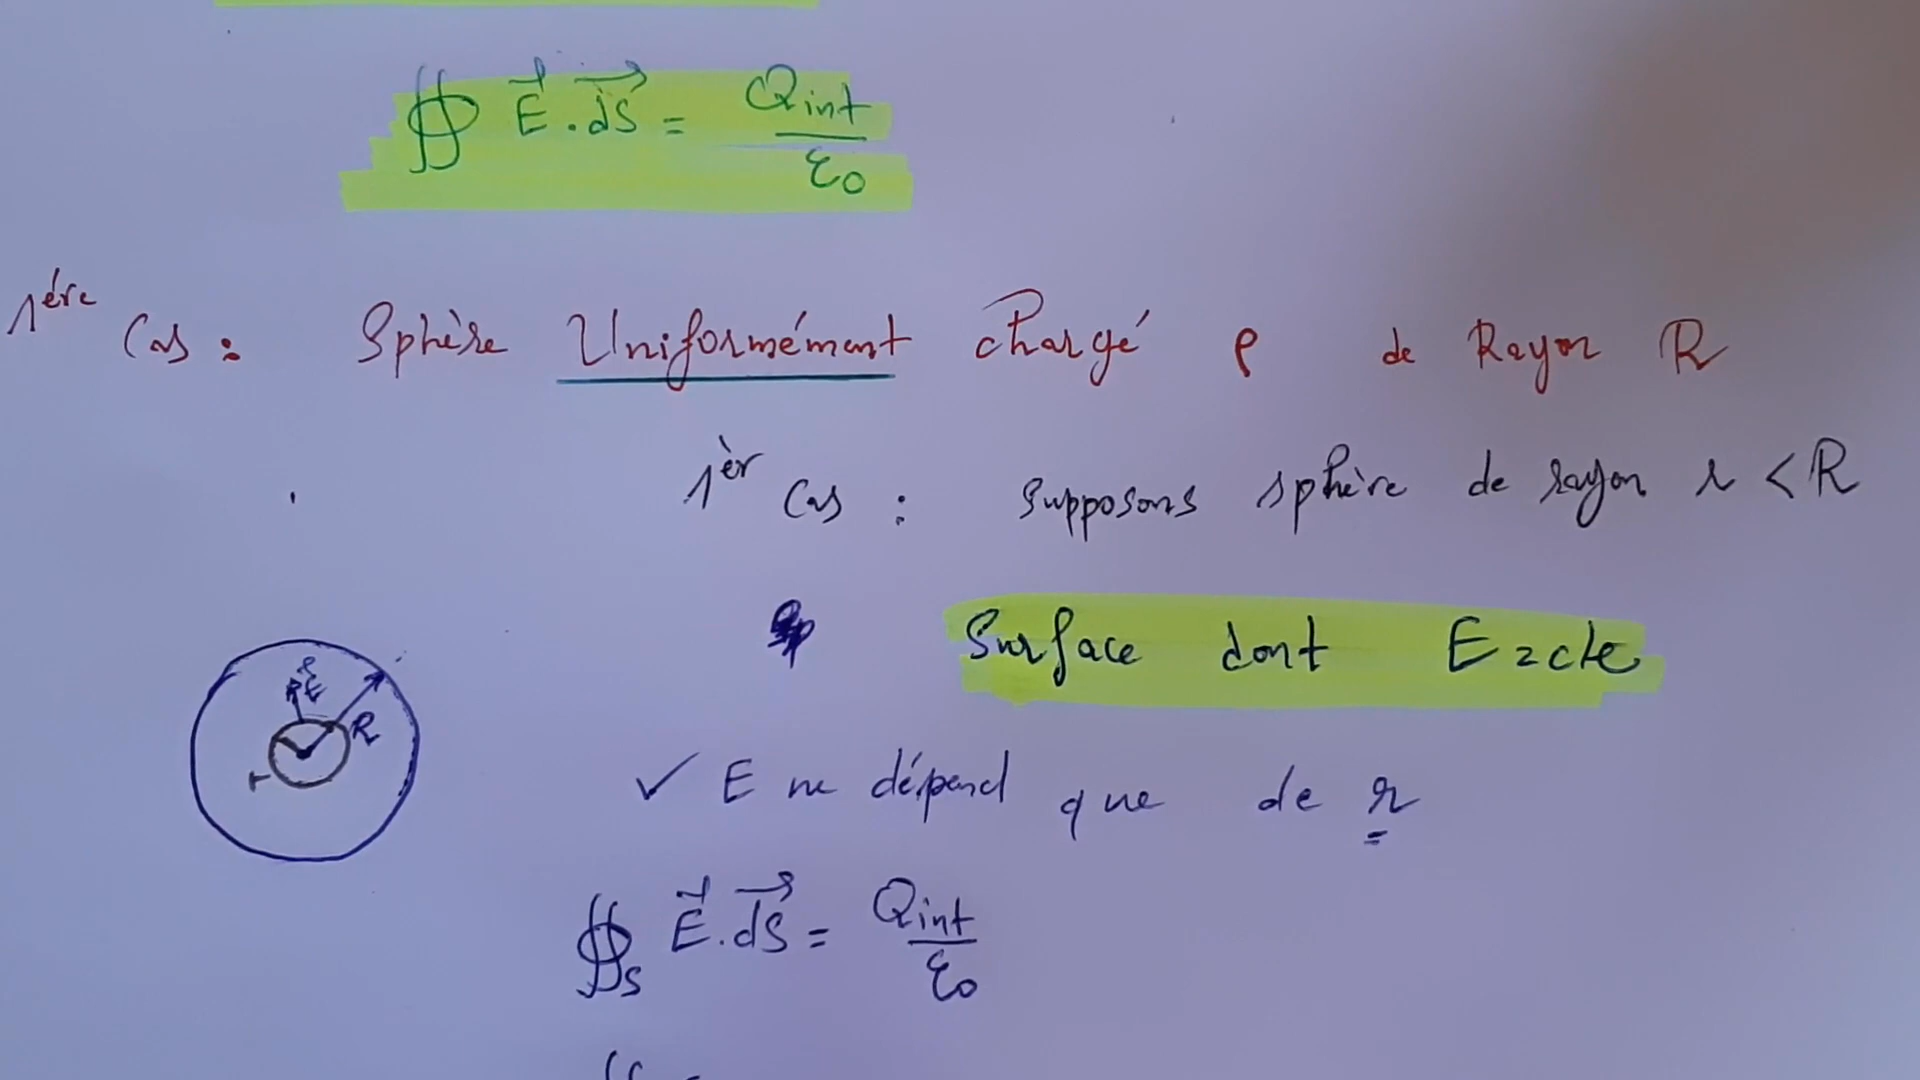 ∯ E⃗ . dS⃗ = Qint / ε0
1ére Cas : Sphère Uniformément chargé ρ de Rayon R
1èr Cas : supposons sphère de rayon r < R
Surface dont E = cte
E⃗
R
r
✓ E ne dépend que de r
∯S E⃗ . dS⃗ = Qint / ε0